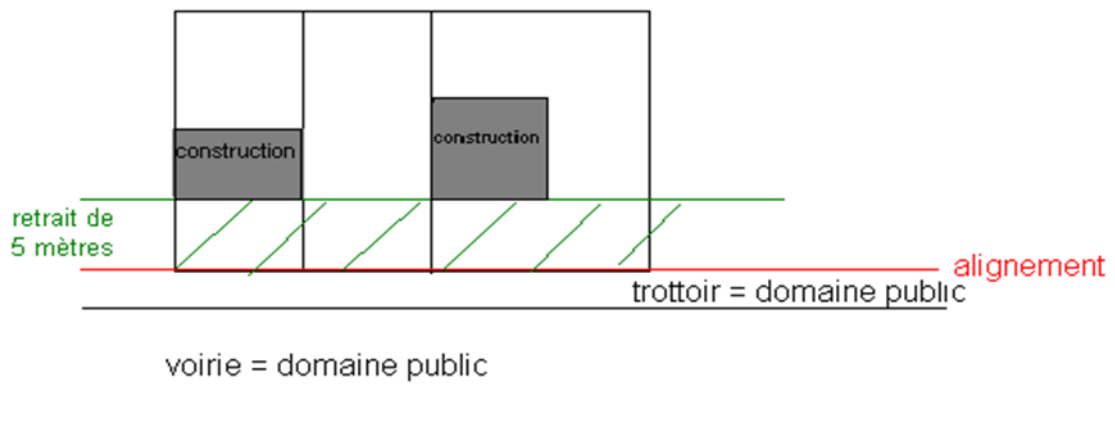 construction
construction
retrait de
5 mètres
alignement
trottoir = domaine public
voirie = domaine public